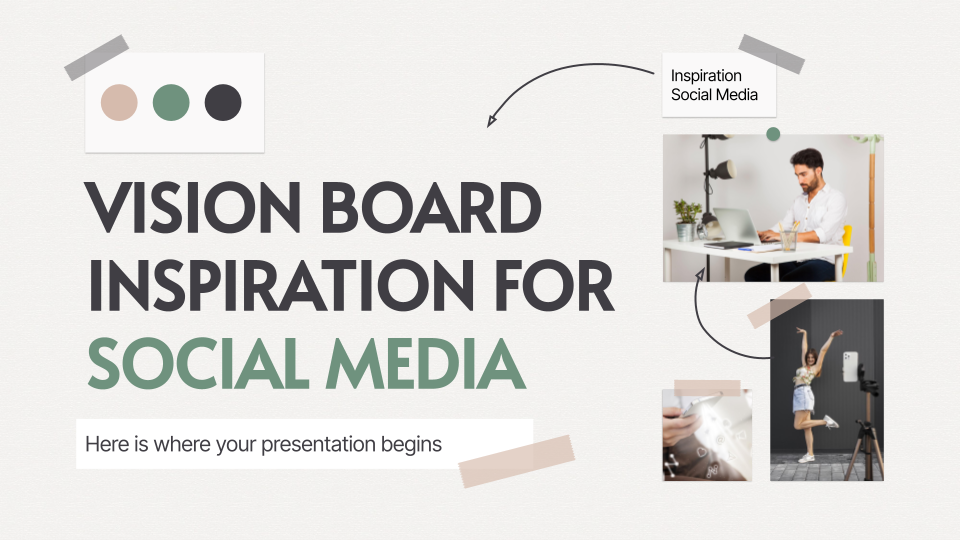 Inspiration
Social Media
VISION BOARD
INSPIRATION FOR
SOCIAL MEDIA
Here is where your presentation begins